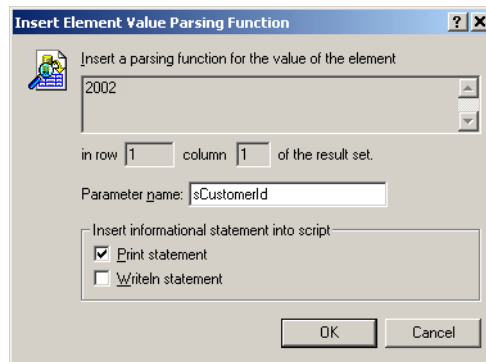 Insert Element Value Parsing Function
Insert a parsing function for the value of the element
2002
in row 1 column 1 of the result set.
Parameter name: sCustomerId
Insert informational statement into script
Print statement
Writeln statement
OK Cancel